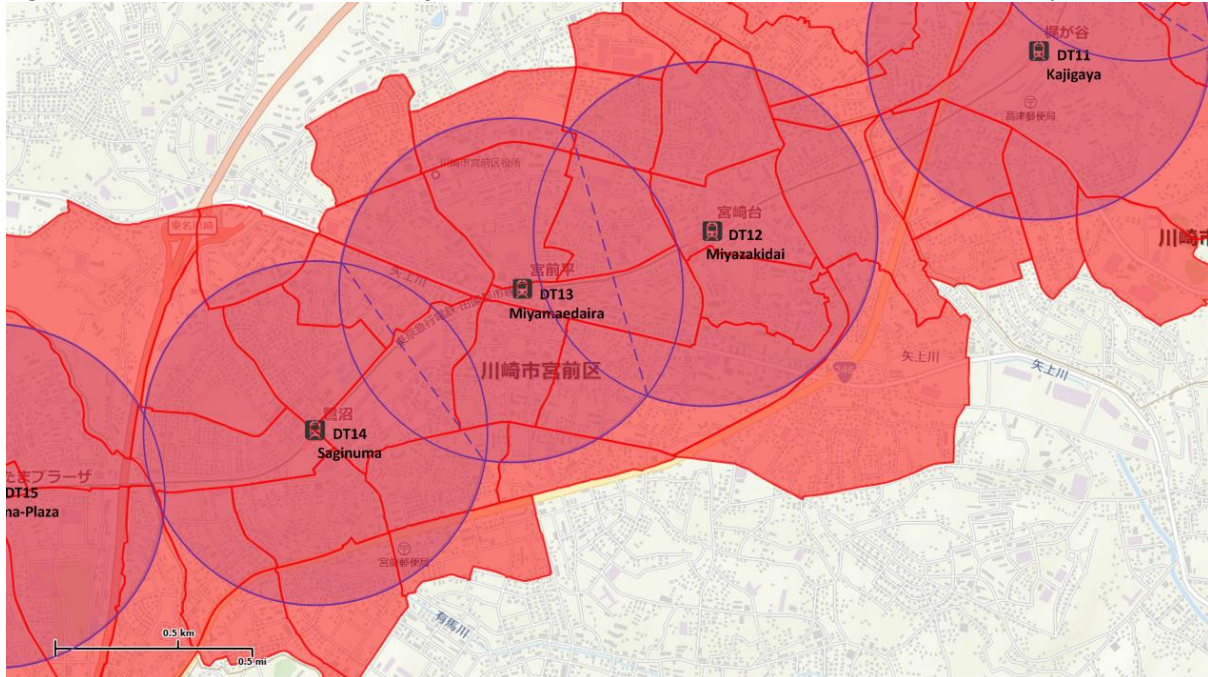 梶が谷
DT11
Kajigaya
高津郵便局
川崎市宮前区役所
宮崎台
DT12
Miyazakidai
川崎市
東名川崎
矢上川
宮前平
DT13
Miyamaedaira
川崎市宮前区
246
矢上川
矢上川
鷺沼
DT14
Saginuma
たまプラーザ
DT15
ma-Plaza
宮前郵便局
有馬川
0.5 km
0.5 mi